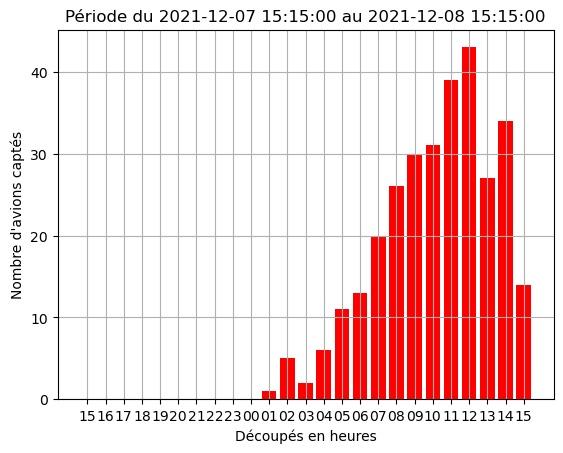 Période du 2021-12-07 15:15:00 au 2021-12-08 15:15:00
Nombre d'avions captés
40
30
20
10
0
15 16 17 18 19 20 21 22 23 00 01 02 03 04 05 06 07 08 09 10 11 12 13 14 15
Découpés en heures